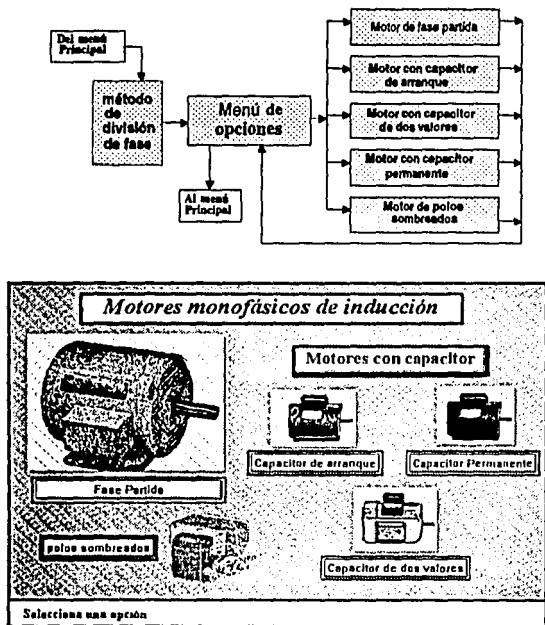 Del menú
Principal
método
de
división
de fase
Menú de
opciones
Al menú
Principal
Motor de fase partida
Motor con capacitor
de arranque
Motor con capacitor
de dos valores
Motor con capacitor
permanente
Motor de polos
sombreados
Motores monofásicos de inducción
Motores con capacitor
Capacitor de arranque
Capacitor Permanente
Fase Partida
polos sombreados
Capacitor de dos valores
Selecciona una opción